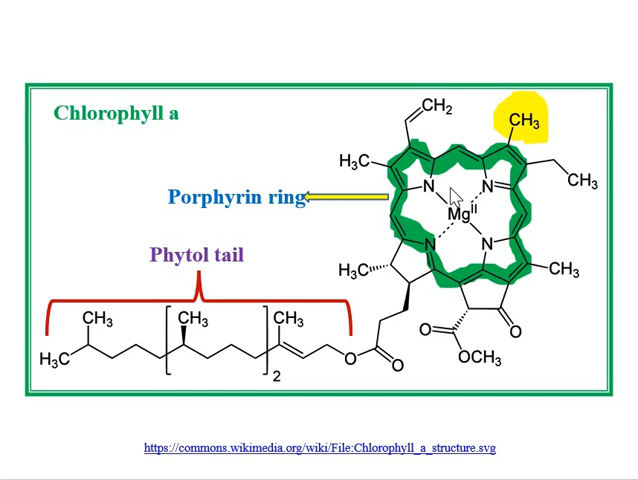 Chlorophyll a
CH₂
CH₃
H₃C
CH₃
Porphyrin ring
N
N
Mgᴵᴵ
Phytol tail
N
N
H₃C
CH₃
CH₃
CH₃
CH₃
O
O
H₃C
O
O
OCH₃
2
https://commons.wikimedia.org/wiki/File:Chlorophyll_a_structure.svg